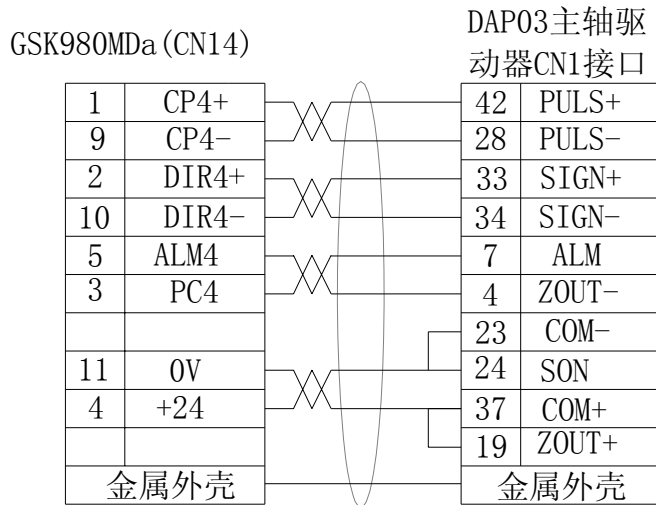 GSK980MDa(CN14)
DAP03主轴驱
动器CN1接口
1 CP4+ 42 PULS+
9 CP4- 28 PULS-
2 DIR4+ 33 SIGN+
10 DIR4- 34 SIGN-
5 ALM4 7 ALM
3 PC4 4 ZOUT-
23 COM-
11 0V 24 SON
4 +24 37 COM+
19 ZOUT+
金属外壳 金属外壳